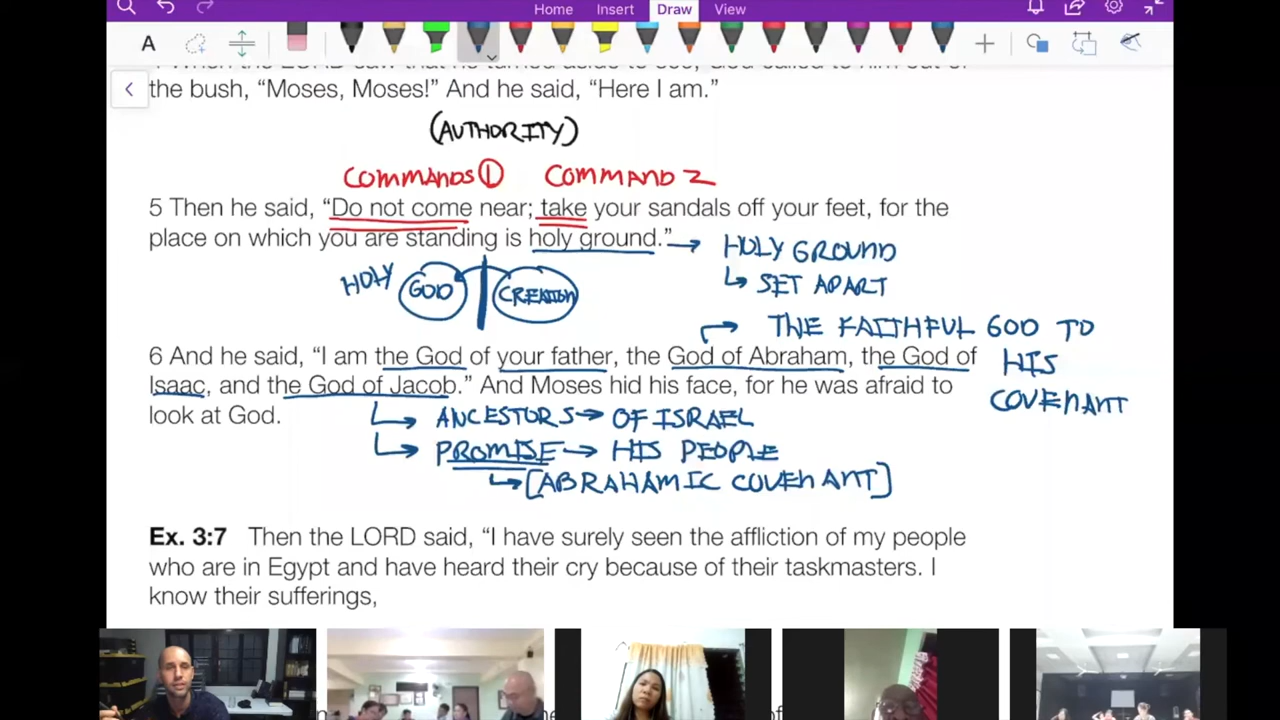 Home Insert Draw View
A
the bush, “Moses, Moses!” And he said, “Here I am.”
(AUTHORITY)
COMMANDS ① COMMAND 2
5 Then he said, “Do not come near; take your sandals off your feet, for the
place on which you are standing is holy ground.” → HOLY GROUND
HOLY GOD CREATION
↳ SET APART
→ THE FAITHFUL GOD TO
6 And he said, “I am the God of your father, the God of Abraham, the God of
HIS
Isaac, and the God of Jacob.” And Moses hid his face, for he was afraid to
COVENANT
look at God.
↳ ANCESTORS → OF ISRAEL
↳ PROMISE → HIS PEOPLE
↳ [ABRAHAMIC COVENANT]
Ex. 3:7 Then the LORD said, “I have surely seen the affliction of my people
who are in Egypt and have heard their cry because of their taskmasters. I
know their sufferings,